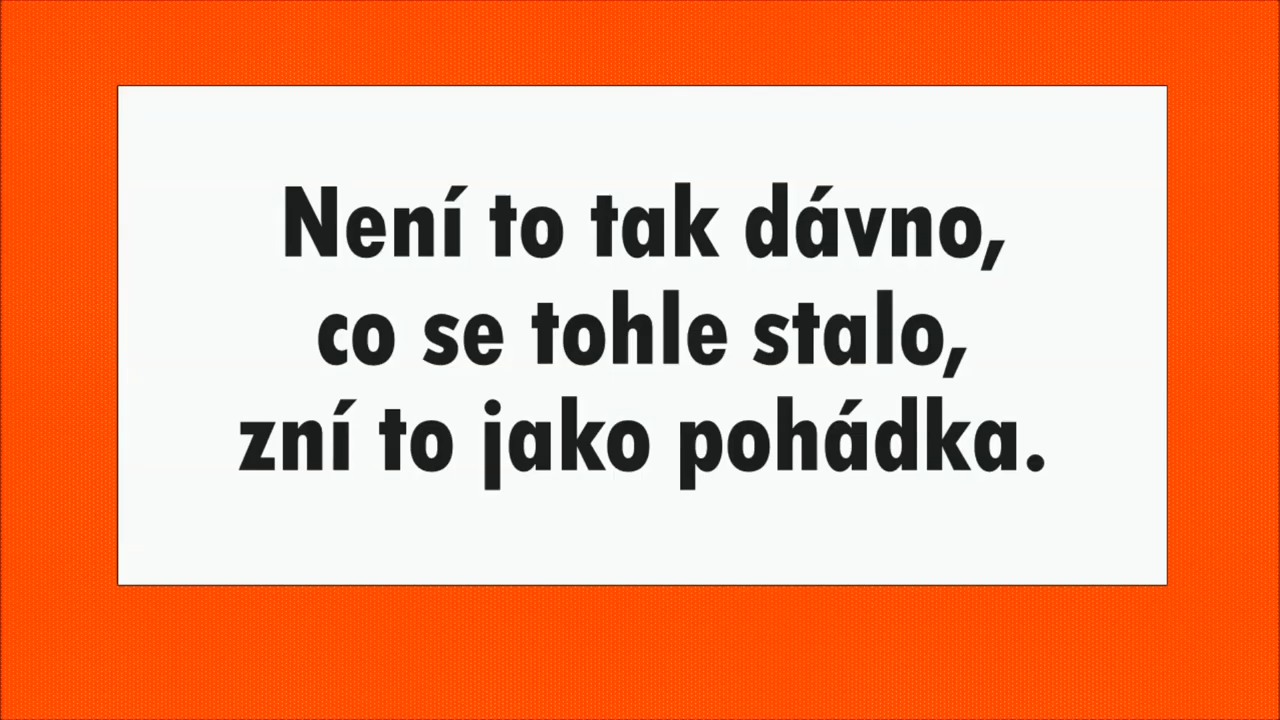 Není to tak dávno,
co se tohle stalo,
zní to jako pohádka.